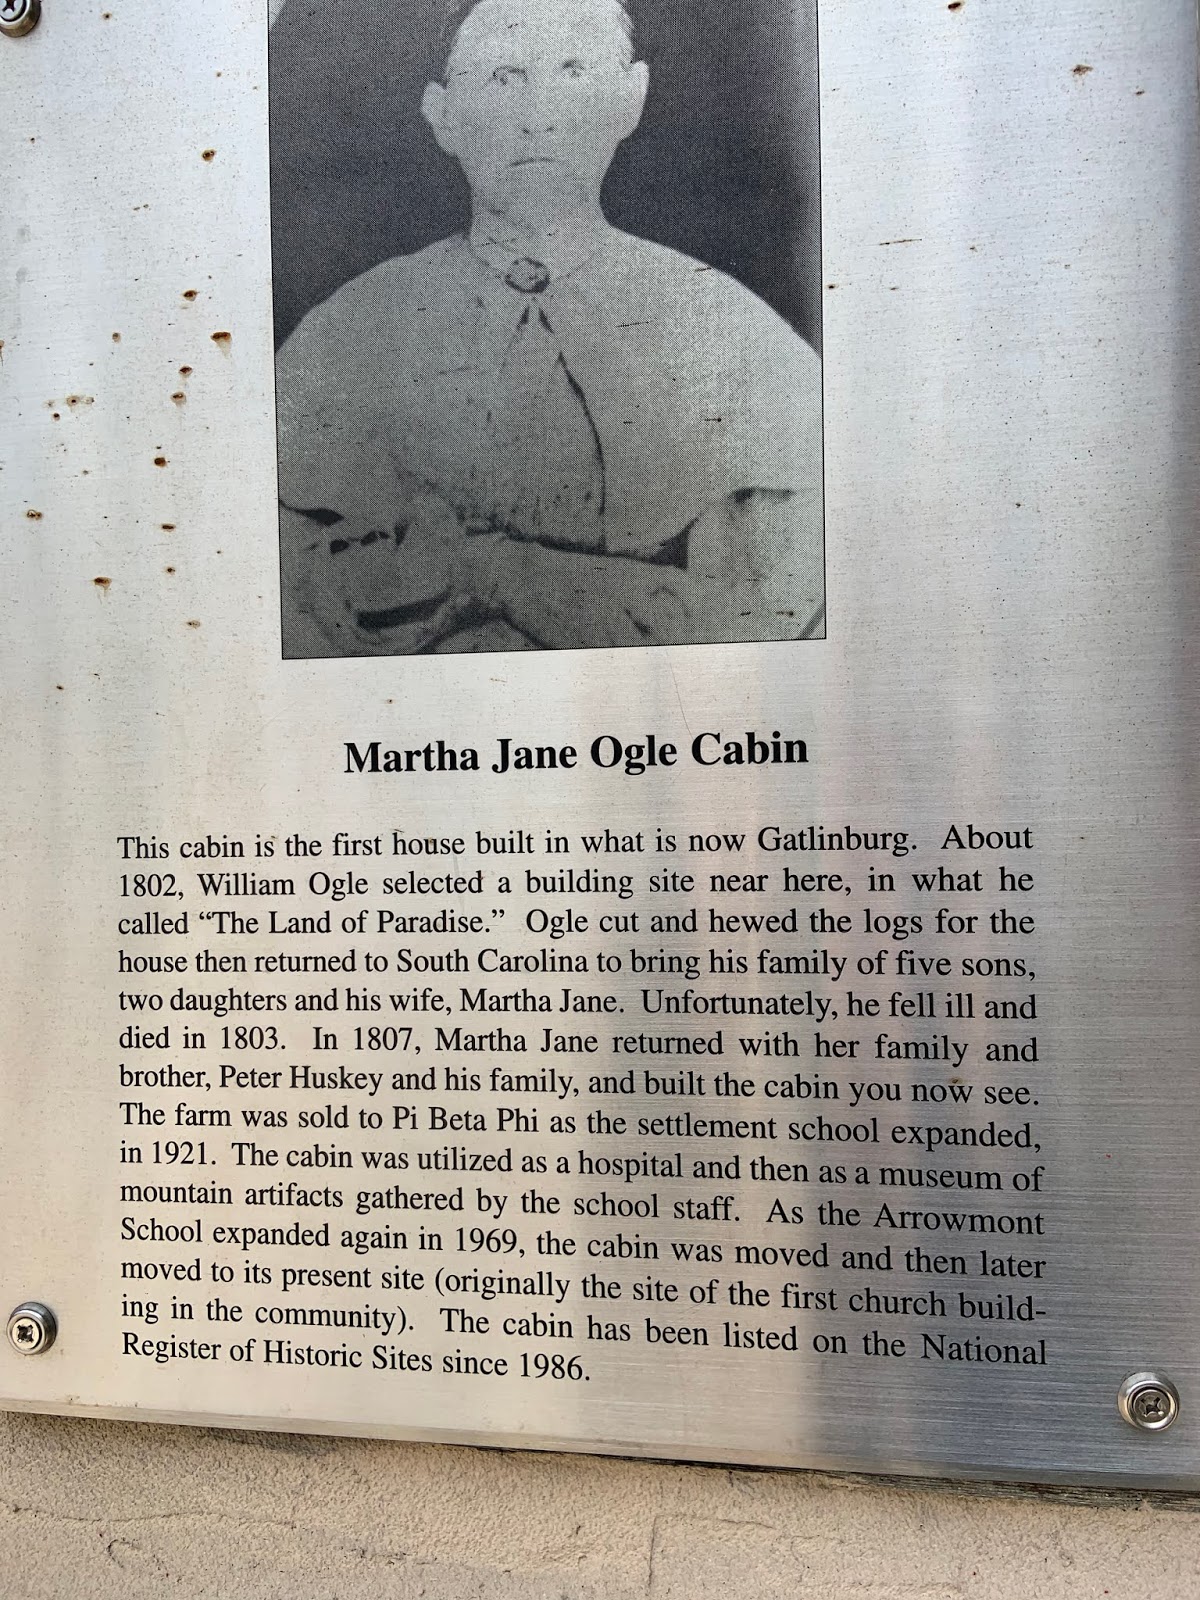 Martha Jane Ogle Cabin
This cabin is the first house built in what is now Gatlinburg. About
1802, William Ogle selected a building site near here, in what he
called “The Land of Paradise.” Ogle cut and hewed the logs for the
house then returned to South Carolina to bring his family of five sons,
two daughters and his wife, Martha Jane. Unfortunately, he fell ill and
died in 1803. In 1807, Martha Jane returned with her family and
brother, Peter Huskey and his family, and built the cabin you now see.
The farm was sold to Pi Beta Phi as the settlement school expanded,
in 1921. The cabin was utilized as a hospital and then as a museum of
mountain artifacts gathered by the school staff. As the Arrowmont
School expanded again in 1969, the cabin was moved and then later
moved to its present site (originally the site of the first church build-
ing in the community). The cabin has been listed on the National
Register of Historic Sites since 1986.